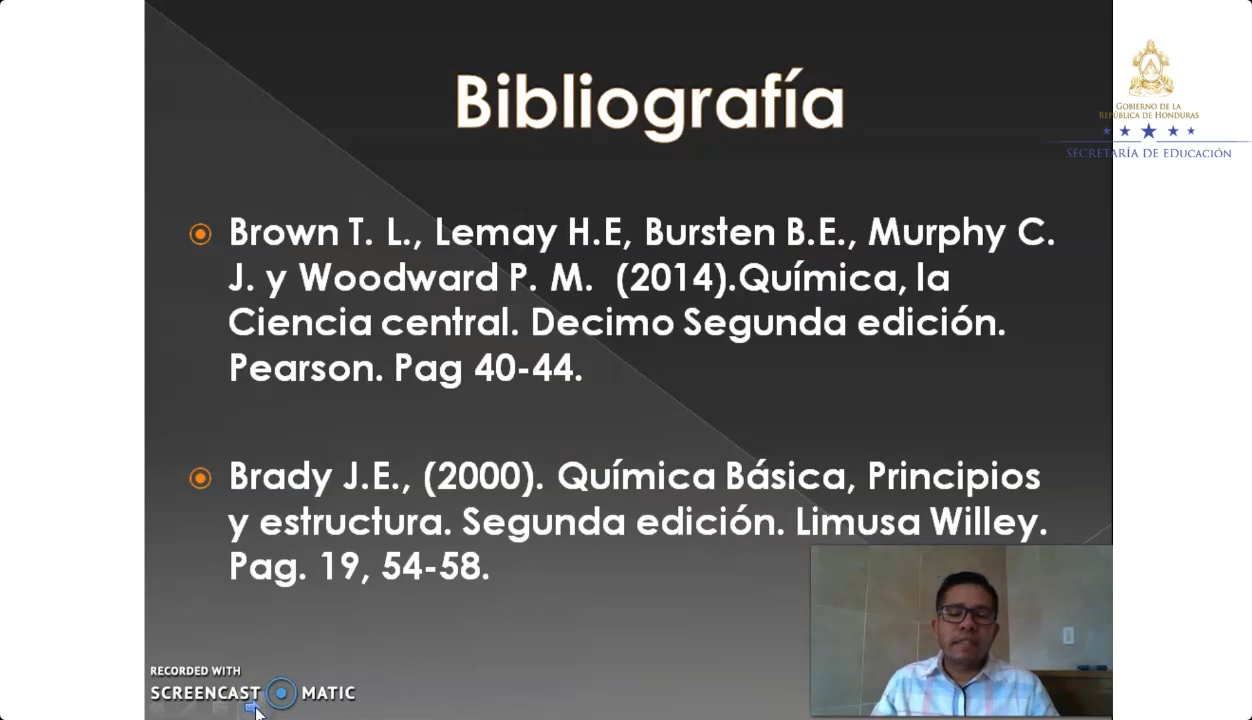 Bibliografía
GOBIERNO DE LA
REPÚBLICA DE HONDURAS
SECRETARÍA DE EDUCACIÓN
Brown T. L., Lemay H.E, Bursten B.E., Murphy C.
J. y Woodward P. M. (2014).Química, la
Ciencia central. Decimo Segunda edición.
Pearson. Pag 40-44.
Brady J.E., (2000). Química Básica, Principios
y estructura. Segunda edición. Limusa Willey.
Pag. 19, 54-58.
RECORDED WITH
SCREENCAST MATIC